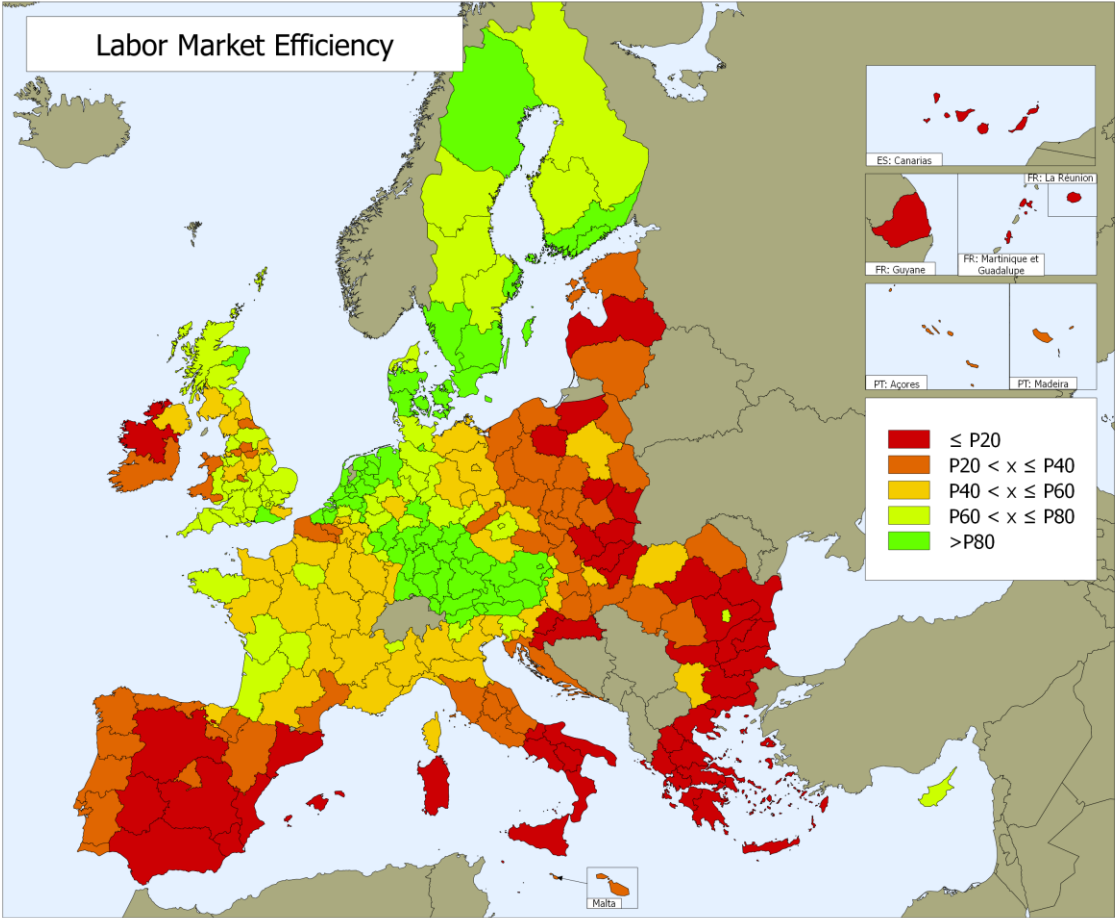 Labor Market Efficiency
ES: Canarias
FR: La Réunion
FR: Guyane
FR: Martinique et
Guadalupe
PT: Açores
PT: Madeira
≤ P20
P20 < x ≤ P40
P40 < x ≤ P60
P60 < x ≤ P80
>P80
Malta